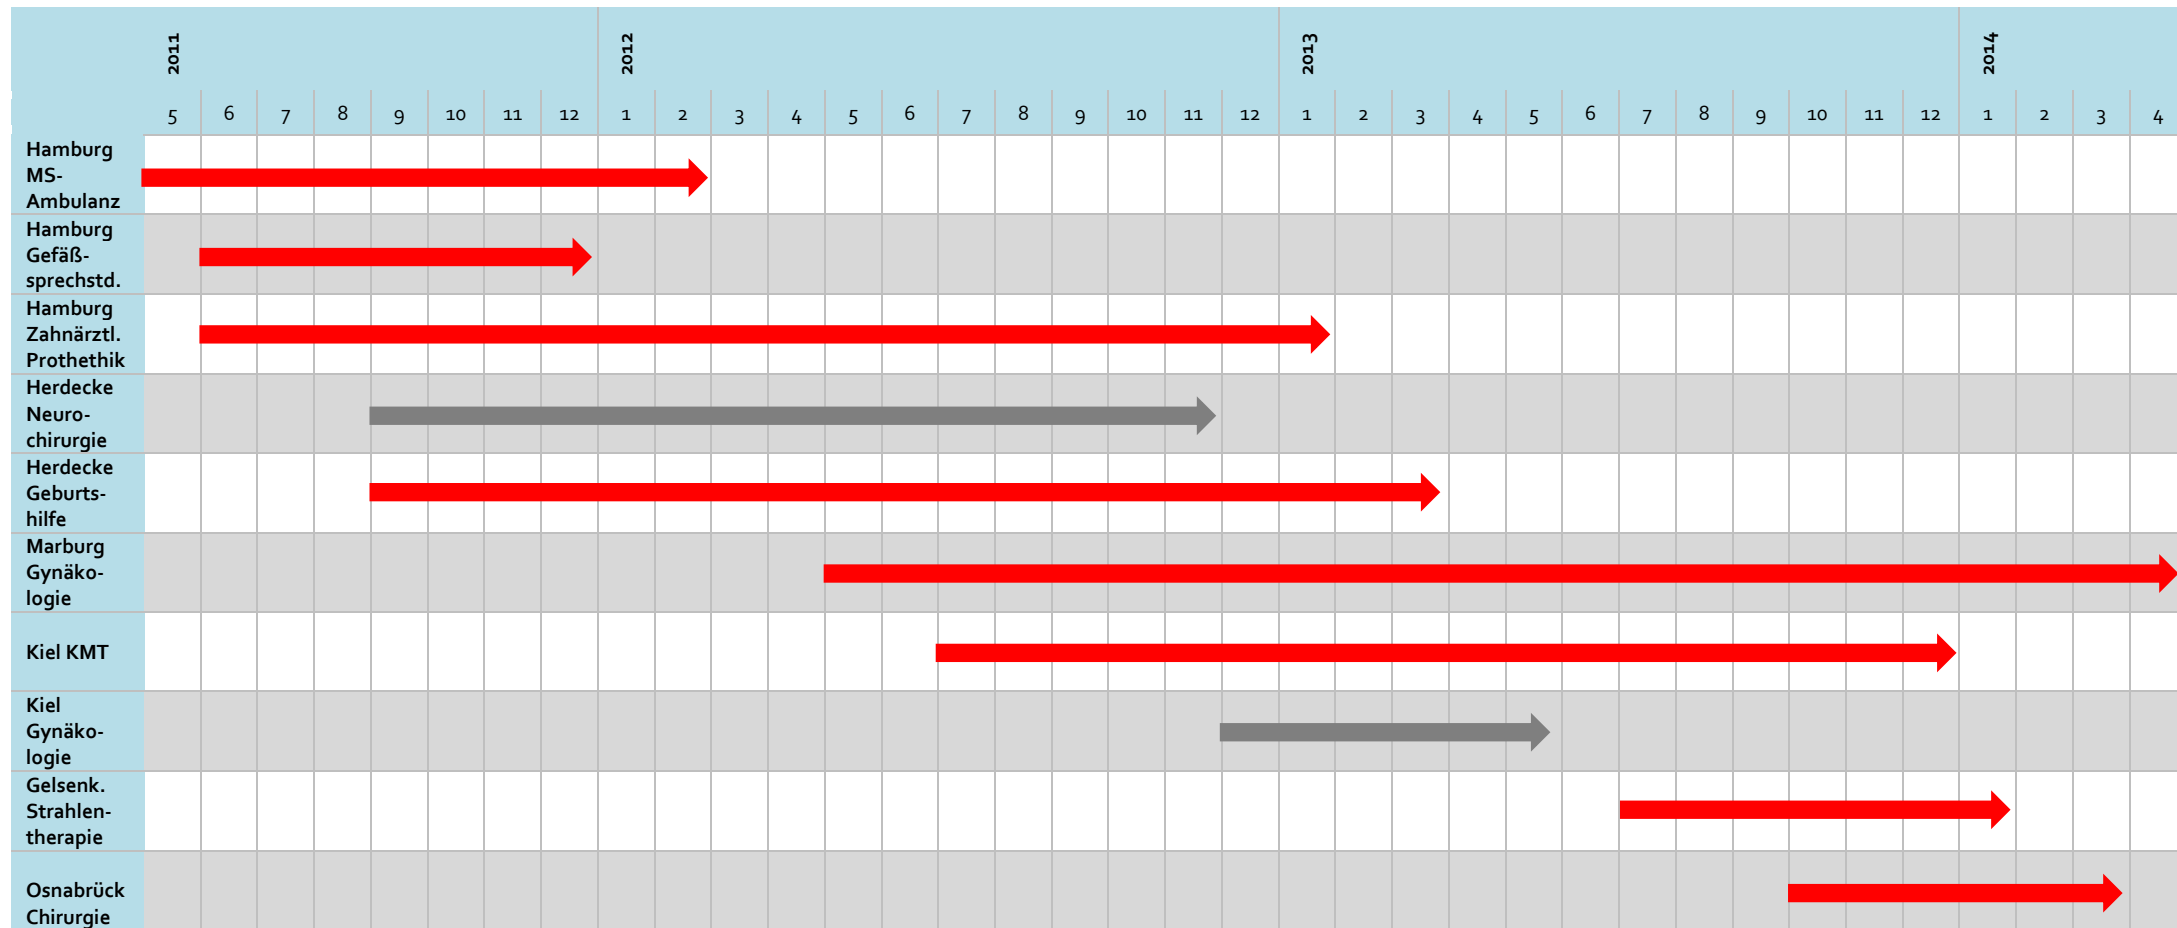 2011 2012 2013 2014
5 6 7 8 9 10 11 12 1 2 3 4 5 6 7 8 9 10 11 12 1 2 3 4 5 6 7 8 9 10 11 12 1 2 3 4
Hamburg
MS-
Ambulanz
Hamburg
Gefäß-
sprechstd.
Hamburg
Zahnärztl.
Prothethik
Herdecke
Neuro-
chirurgie
Herdecke
Geburts-
hilfe
Marburg
Gynäko-
logie
Kiel KMT
Kiel
Gynäko-
logie
Gelsenk.
Strahlen-
therapie
Osnabrück
Chirurgie